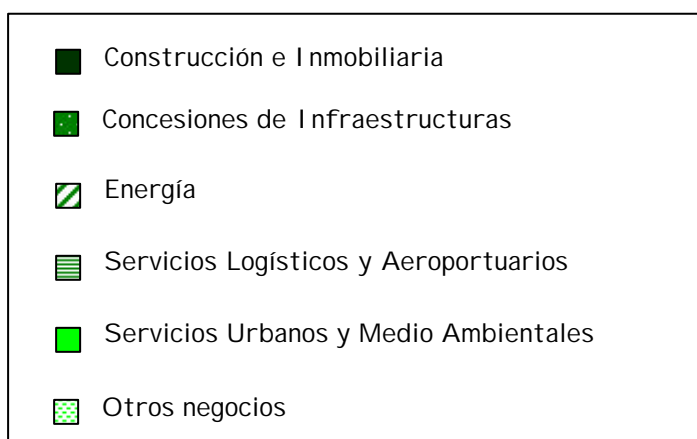 Construcción e Inmobiliaria
Concesiones de Infraestructuras
Energía
Servicios Logísticos y Aeroportuarios
Servicios Urbanos y Medio Ambientales
Otros negocios